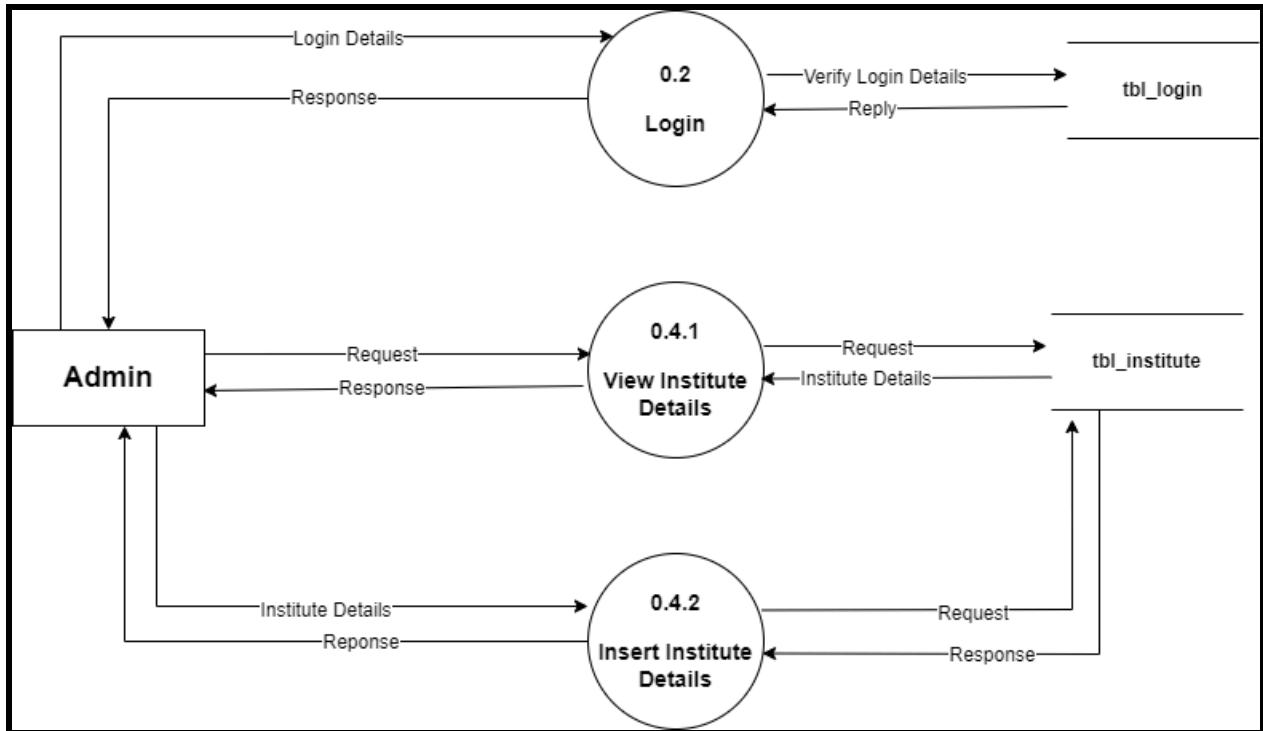 Login Details
0.2
Login
Verify Login Details
tbl_login
Response
Reply
Admin
Request
Response
0.4.1
View Institute
Details
Request
Institute Details
tbl_institute
Institute Details
Reponse
0.4.2
Insert Institute
Details
Request
Response